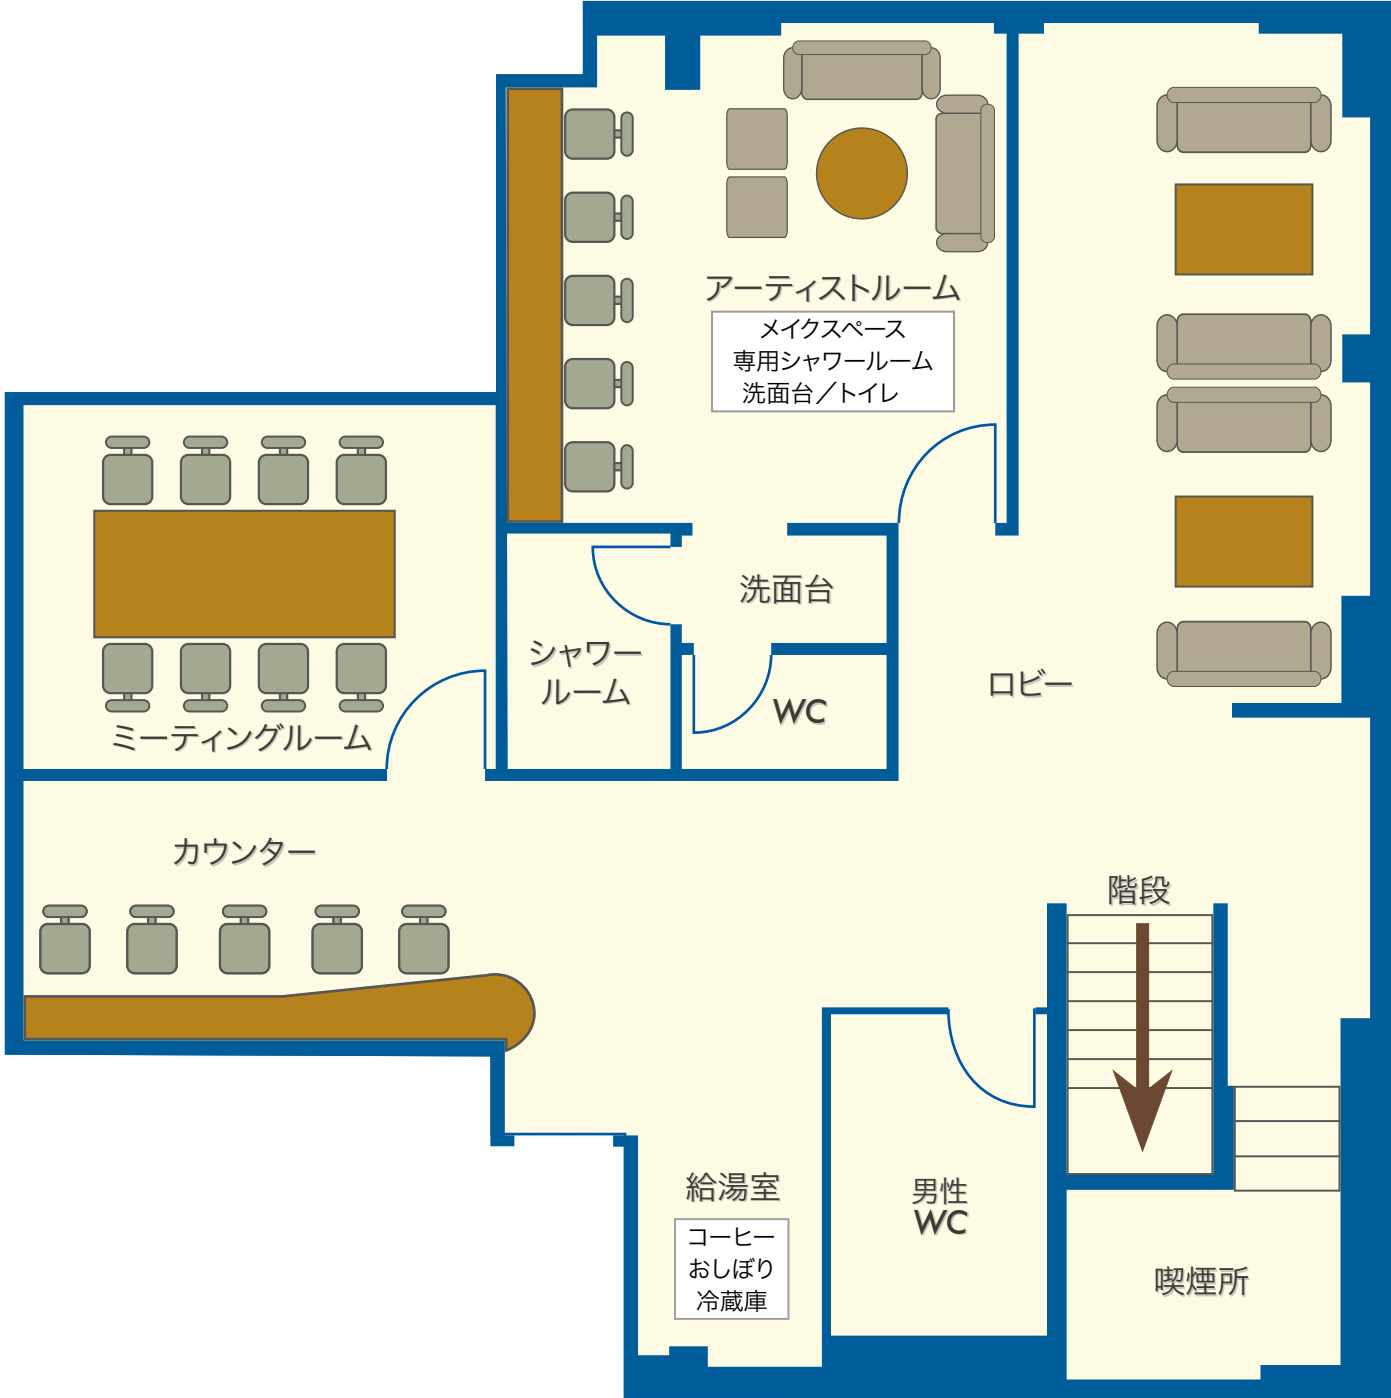 アーティストルーム
メイクスペース
専用シャワールーム
洗面台／トイレ
洗面台
シャワー
ルーム
WC
ロビー
ミーティングルーム
カウンター
階段
給湯室
コーヒー
おしぼり
冷蔵庫
男性
WC
喫煙所